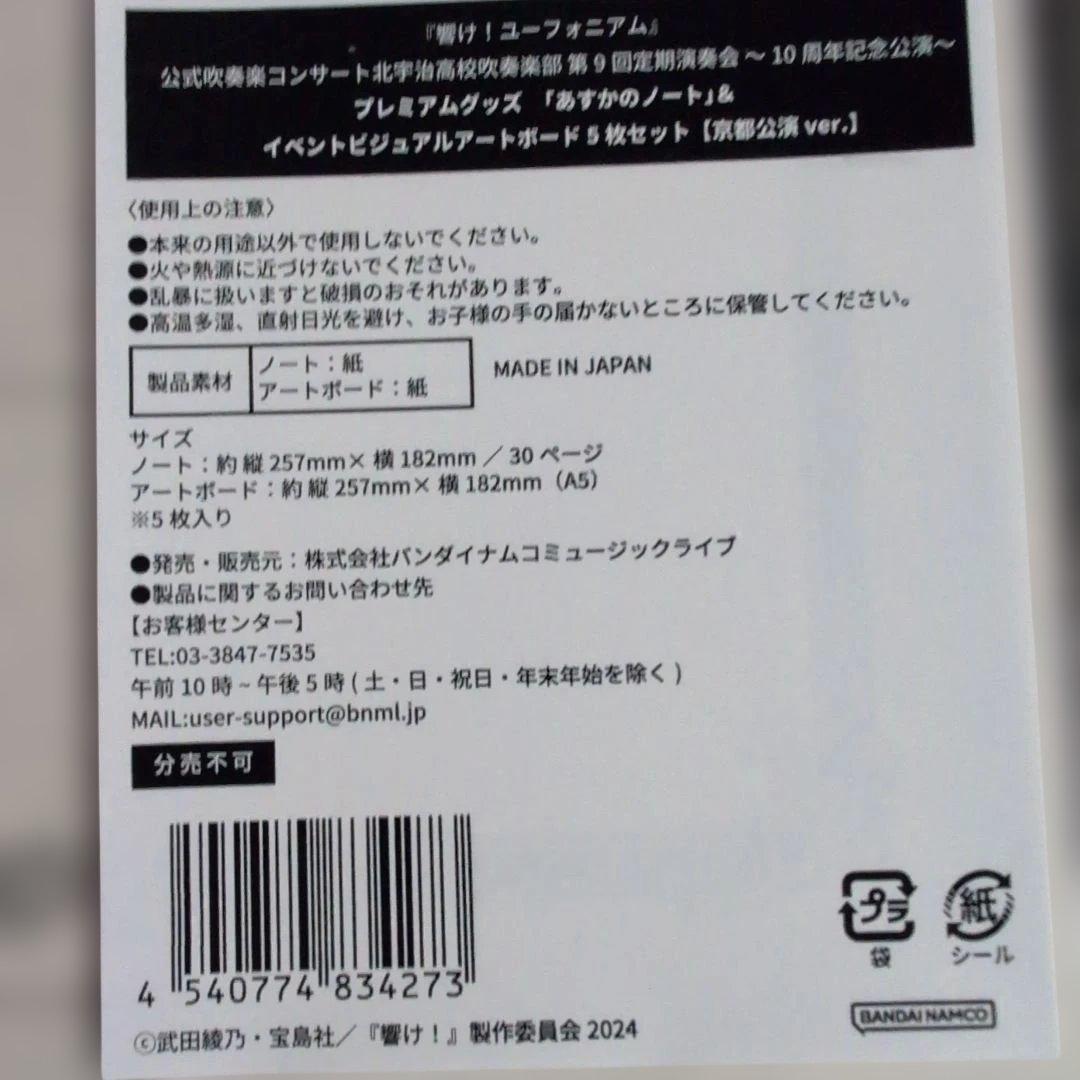 『響け！ユーフォニアム』
公式吹奏楽コンサート北宇治高校吹奏楽部 第9回定期演奏会 ～10周年記念公演～
プレミアムグッズ 「あすかのノート」&
イベントビジュアルアートボード5枚セット【京都公演 ver.】
〈使用上の注意〉
●本来の用途以外で使用しないでください。
●火や熱源に近づけないでください。
●乱暴に扱いますと破損のおそれがあります。
●高温多湿、直射日光を避け、お子様の手の届かないところに保管してください。
製品素材
ノート：紙
アートボード：紙
MADE IN JAPAN
サイズ
ノート：約 縦 257mm× 横 182mm ／ 30 ページ
アートボード：約 縦 257mm× 横 182mm（A5）
※5 枚入り
●発売・販売元：株式会社バンダイナムコミュージックライブ
●製品に関するお問い合わせ先
【お客様センター】
TEL:03-3847-7535
午前 10 時 ~ 午後 5 時 ( 土・日・祝日・年末年始を除く )
MAIL:user-support@bnml.jp
分売不可
4 540774 834273
プラ
袋
紙
シール
BANDAI NAMCO
©武田綾乃・宝島社／『響け！』製作委員会 2024